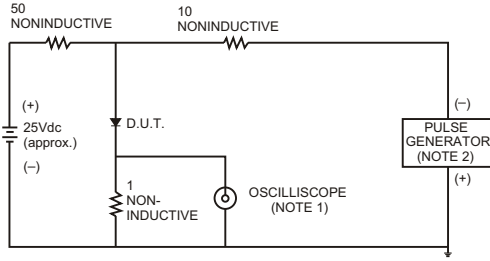 50
NONINDUCTIVE
10
NONINDUCTIVE
(+)
25Vdc
(approx.)
(–)
D.U.T.
1
NON-
INDUCTIVE
OSCILLISCOPE
(NOTE 1)
(–)
PULSE
GENERATOR
(NOTE 2)
(+)